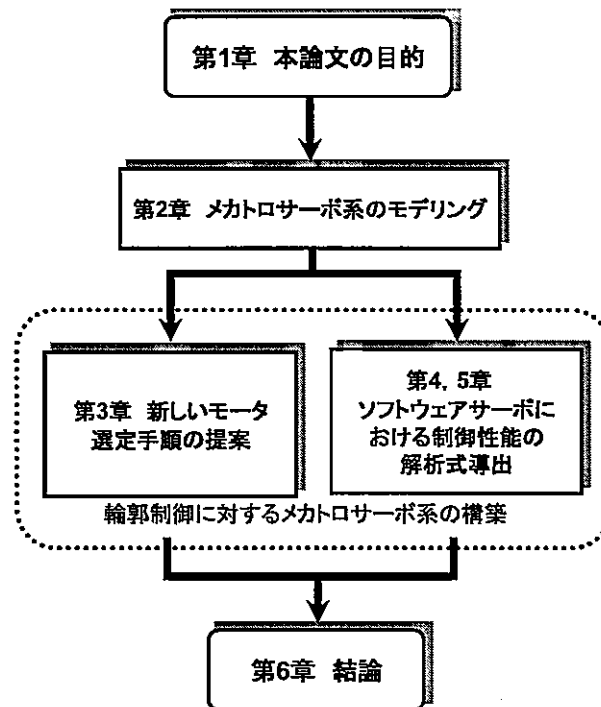 第1章 本論文の目的
第2章 メカトロサーボ系のモデリング
第3章 新しいモータ
選定手順の提案
第4, 5章
ソフトウェアサーボに
おける制御性能の
解析式導出
輪郭制御に対するメカトロサーボ系の構築
第6章 結論